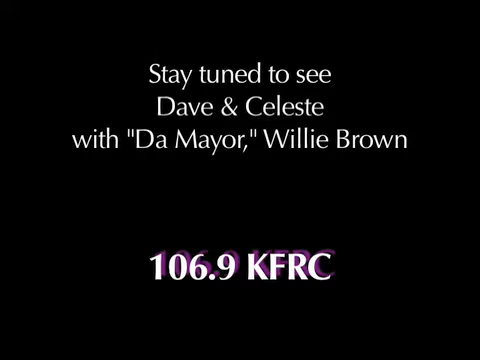 Stay tuned to see
Dave & Celeste
with "Da Mayor," Willie Brown
106.9 KFRC